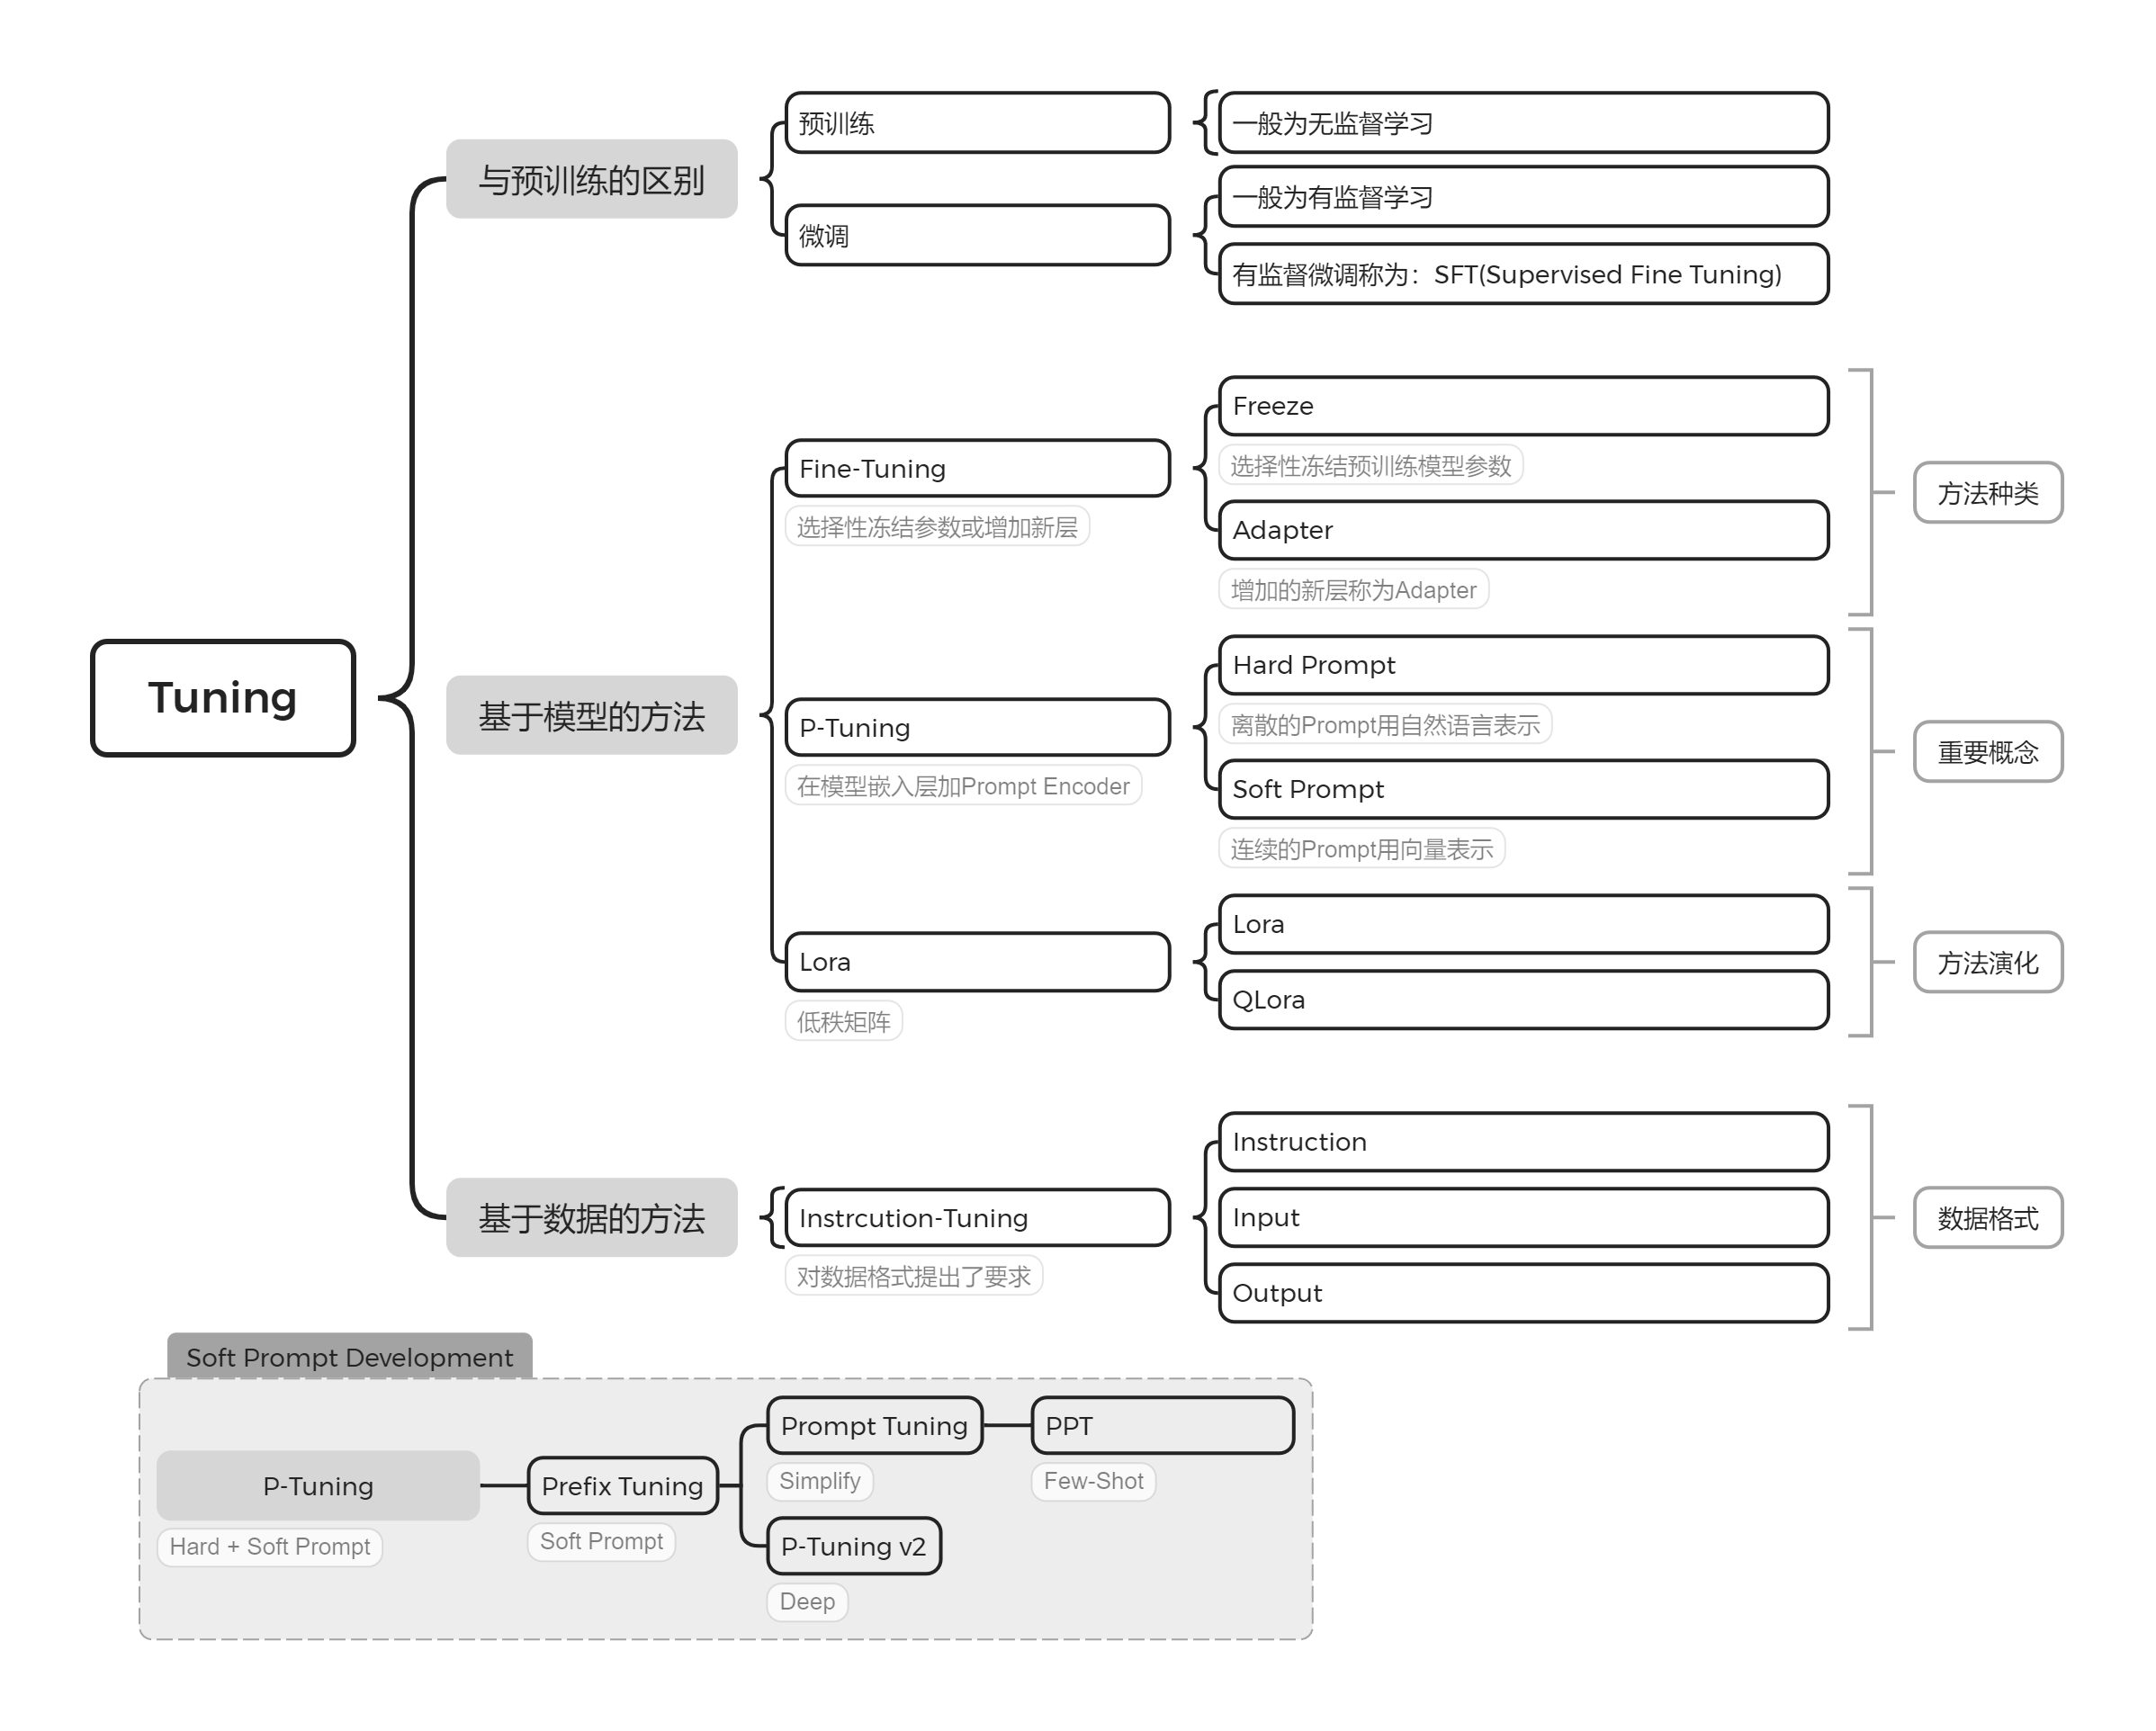 Tuning
与预训练的区别
预训练
一般为无监督学习
微调
一般为有监督学习
有监督微调称为：SFT(Supervised Fine Tuning)
基于模型的方法
Fine-Tuning
选择性冻结参数或增加新层
Freeze
选择性冻结预训练模型参数
Adapter
增加的新层称为Adapter
方法种类
P-Tuning
在模型嵌入层加Prompt Encoder
Hard Prompt
离散的Prompt用自然语言表示
Soft Prompt
连续的Prompt用向量表示
重要概念
Lora
低秩矩阵
Lora
QLora
方法演化
基于数据的方法
Instrcution-Tuning
对数据格式提出了要求
Instruction
Input
Output
数据格式
Soft Prompt Development
P-Tuning
Hard + Soft Prompt
Prefix Tuning
Soft Prompt
Prompt Tuning
Simplify
PPT
Few-Shot
P-Tuning v2
Deep